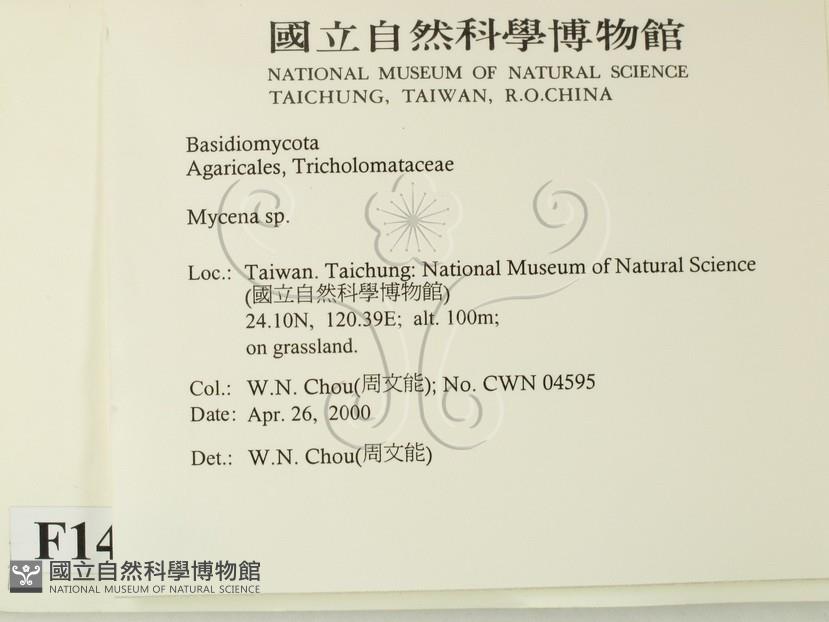 國立自然科學博物館
NATIONAL MUSEUM OF NATURAL SCIENCE
TAICHUNG, TAIWAN, R.O.CHINA
Basidiomycota
Agaricales, Tricholomataceae
Mycena sp.
Loc.: Taiwan. Taichung: National Museum of Natural Science
(國立自然科學博物館)
24.10N, 120.39E; alt. 100m;
on grassland.
Col.: W.N. Chou(周文能); No. CWN 04595
Date: Apr. 26, 2000
Det.: W.N. Chou(周文能)
F14
國立自然科學博物館
NATIONAL MUSEUM OF NATURAL SCIENCE